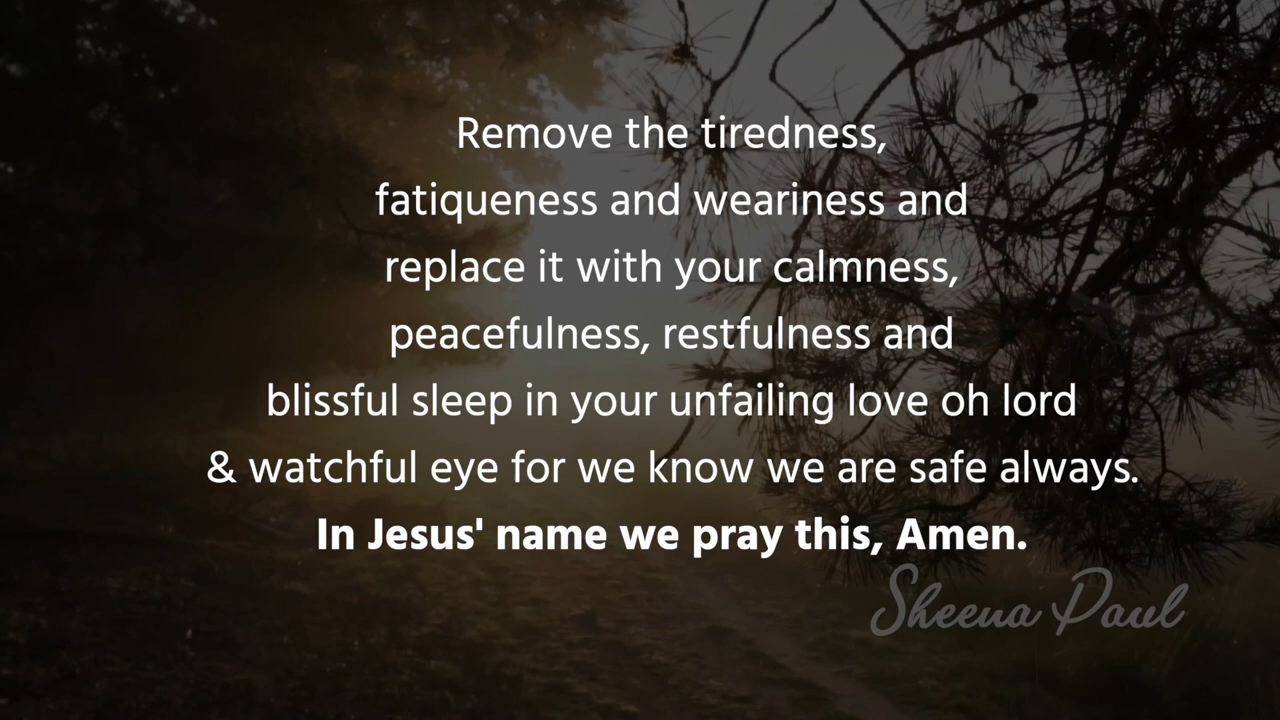 Remove the tiredness,
fatiqueness and weariness and
replace it with your calmness,
peacefulness, restfulness and
blissful sleep in your unfailing love oh lord
& watchful eye for we know we are safe always.
In Jesus' name we pray this, Amen.
Sheena Paul